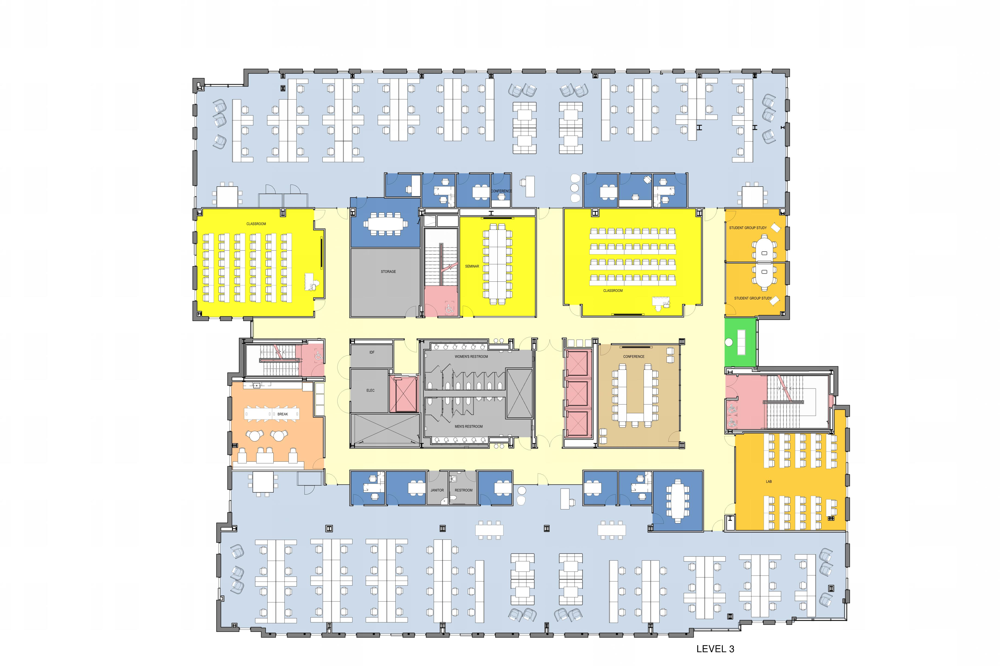 CONFERENCE
CLASSROOM
STUDENT GROUP STUDY
STORAGE
SEMINAR
CLASSROOM
STUDENT GROUP STUDY
IDF
WOMEN'S RESTROOM
CONFERENCE
ELEC
BREAK
MEN'S RESTROOM
LAB
JANITOR
RESTROOM
LEVEL 3